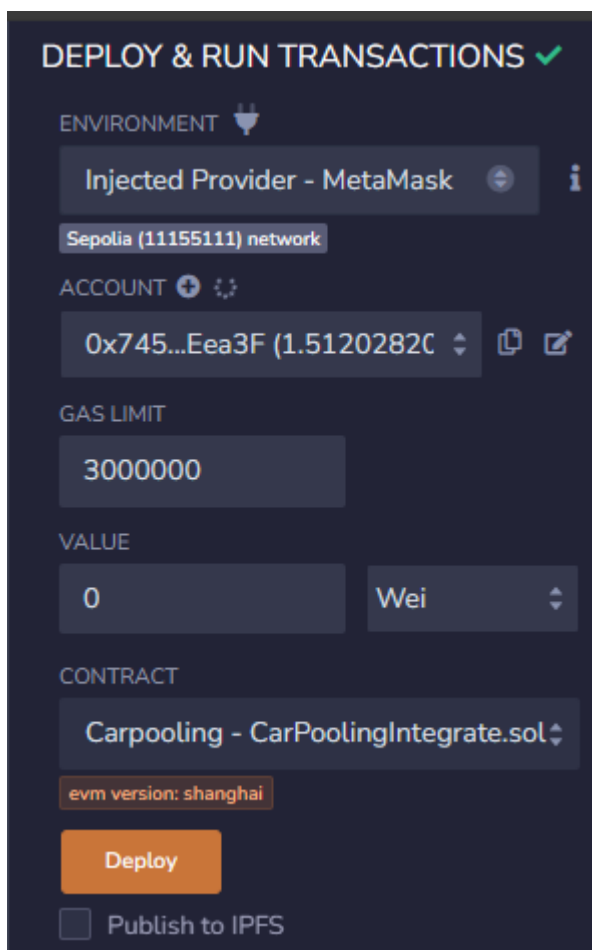 DEPLOY & RUN TRANSACTIONS
ENVIRONMENT
Injected Provider - MetaMask
Sepolia (11155111) network
ACCOUNT
0x745...Eea3F (1.5120282
GAS LIMIT
3000000
VALUE
0 Wei
CONTRACT
Carpooling - CarPoolingIntegrate.sol
evm version: shanghai
Deploy
Publish to IPFS